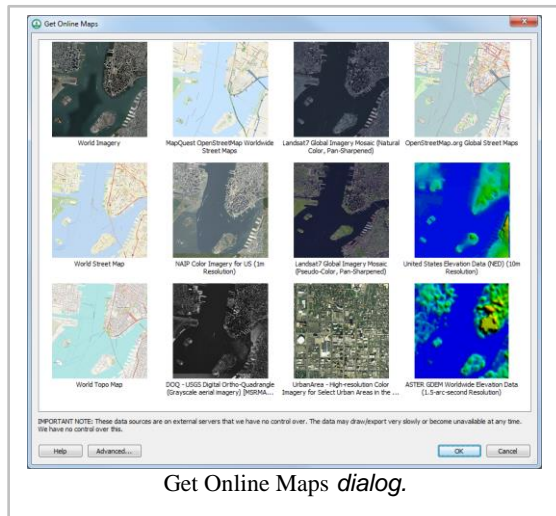 Get Online Maps
World Imagery
MapQuest OpenStreetMap Worldwide
Street Maps
Landsat7 Global Imagery Mosaic (Natural
Color, Pan-Sharpened)
OpenStreetMap.org Global Street Maps
World Street Map
NAIP Color Imagery for US (1m
Resolution)
Landsat7 Global Imagery Mosaic
(Pseudo-Color, Pan-Sharpened)
United States Elevation Data (NED) (10m
Resolution)
World Topo Map
DOQ - USGS Digital Ortho-Quadrangle
(Grayscale aerial imagery) [MSRMA...
UrbanArea - High-resolution Color
Imagery for Select Urban Areas in the ...
ASTER GDEM Worldwide Elevation Data
(1.5-arc-second Resolution)
IMPORTANT NOTE: These data sources are on external servers that we have no control over. The data may draw/export very slowly or become unavailable at any time.
We have no control over this.
Help
Advanced...
OK
Cancel
Get Online Maps dialog.